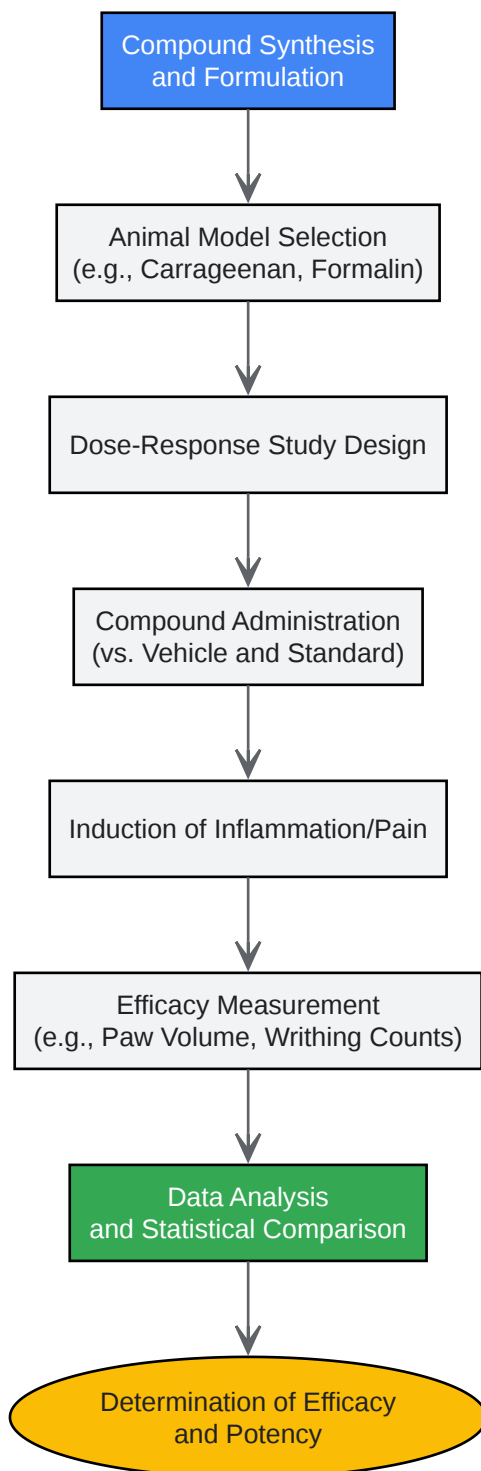 Compound Synthesis
and Formulation
Animal Model Selection
(e.g., Carrageenan, Formalin)
Dose-Response Study Design
Compound Administration
(vs. Vehicle and Standard)
Induction of Inflammation/Pain
Efficacy Measurement
(e.g., Paw Volume, Writhing Counts)
Data Analysis
and Statistical Comparison
Determination of Efficacy
and Potency